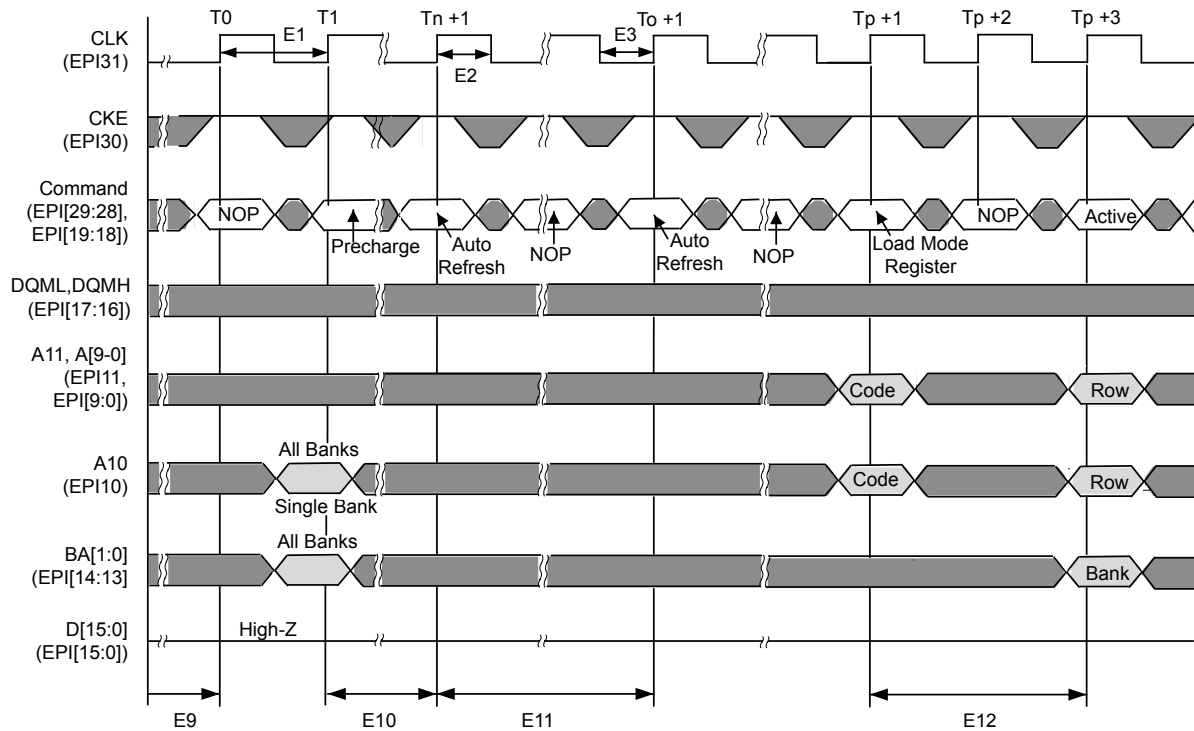 T0 T1 Tn +1 To +1 Tp +1 Tp +2 Tp +3
CLK
(EPI31)
E1
E2
E3
CKE
(EPI30)
Command
(EPI[29:28],
EPI[19:18])
NOP
Precharge
Auto
Refresh
NOP
Auto
Refresh
NOP
Load Mode
Register
NOP
Active
DQML,DQMH
(EPI[17:16])
A11, A[9-0]
(EPI11,
EPI[9:0])
Code
Row
A10
(EPI10)
All Banks
Single Bank
Code
Row
BA[1:0]
(EPI[14:13]
All Banks
Bank
D[15:0]
(EPI[15:0])
High-Z
E9 E10 E11 E12